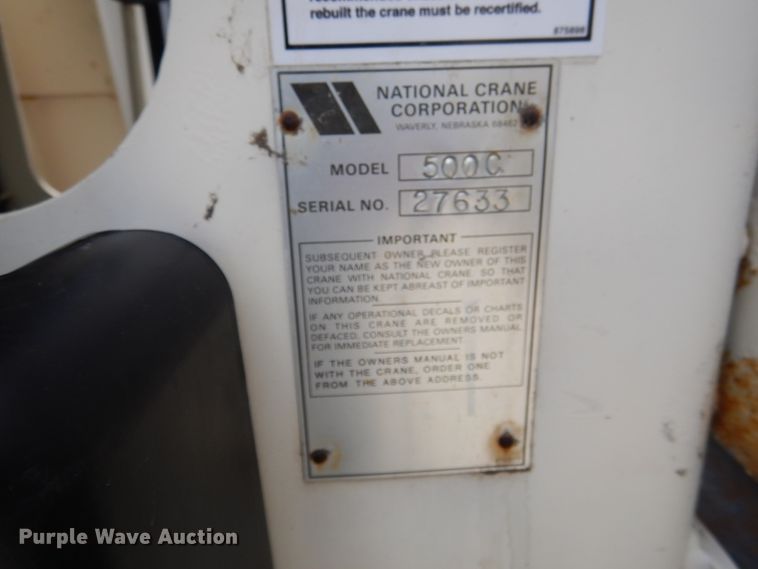 rebuilt the crane must be recertified.
NATIONAL CRANE
CORPORATION
WAVERLY, NEBRASKA 68462
MODEL 500C
SERIAL NO. 27633
IMPORTANT
SUBSEQUENT OWNER PLEASE REGISTER
YOUR NAME AS THE NEW OWNER OF THIS
CRANE WITH NATIONAL CRANE. SO THAT
YOU CAN BE KEPT ABREAST OF IMPORTANT
INFORMATION.
IF ANY OPERATIONAL DECALS OR CHARTS
ON THIS CRANE ARE REMOVED OR
DEFACED, CONSULT THE OWNERS MANUAL
FOR IMMEDIATE REPLACEMENT.
IF THE OWNERS MANUAL IS NOT
WITH THE CRANE, ORDER ONE
FROM THE ABOVE ADDRESS.
Purple Wave Auction